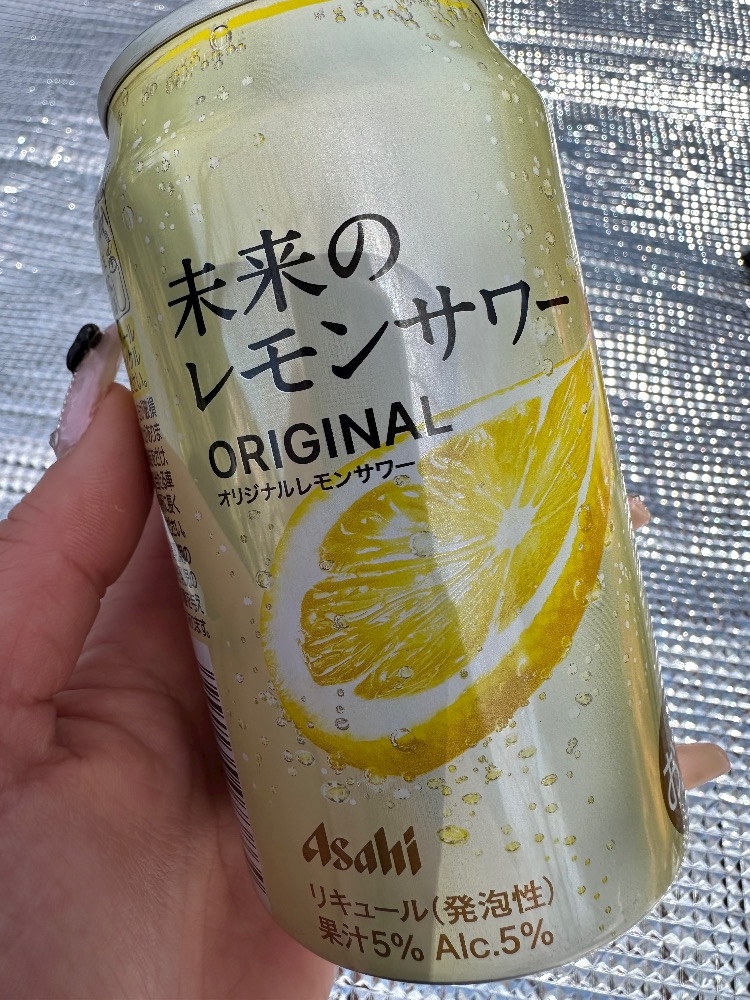 未来の
レモンサワー
ORIGINAL
オリジナルレモンサワー
Asahi
リキュール(発泡性)
果汁5% Alc.5%